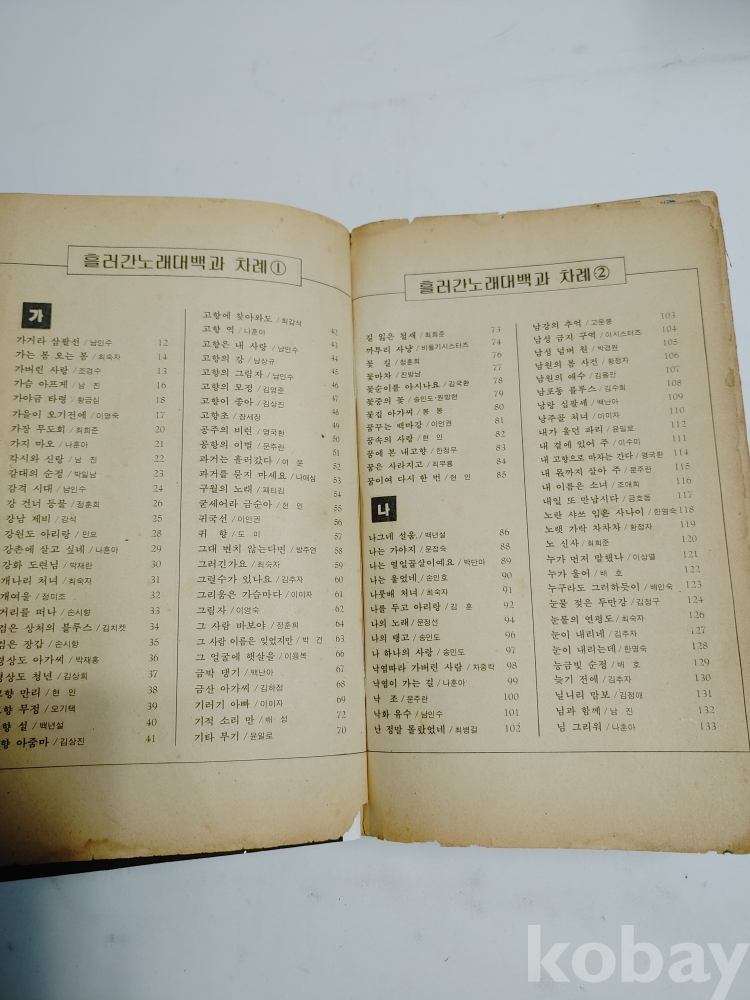 흘러간노래대백과 차례①
가
가거라 삼팔선/남인수 12
가는 봄 오는 봄/최숙자 14
가버린 사랑/조경수 13
가슴 아프게/남 진 16
가야금 타령/황금심 18
가을이 오기전에/이영숙 17
가장 무도회/최희준 20
가지 마오/나훈아 21
각시와 신랑/남 진 22
갈대의 순정/박일남 23
감격 시대/남인수 24
강 건너 등불/정훈희 26
강남 제비/강석 25
강원도 아리랑/민요 28
강촌에 살고 싶네/나훈아 29
강화 도련님/박재란 30
개나리 처녀/최숙자 31
개여울/정미조 32
거리를 떠나/손시향 33
검은 상처의 블루스/김치켓 34
검은 장갑/손시향 35
경상도 아가씨/박재홍 36
경상도 청년/김상희 37
고향 만리/현 인 38
고향 무정/오기택 39
고향 설/백년설 40
고향 아줌마/김상진 41
고향에 찾아와도/최갑석
고향 역/나훈아 42
고향은 내 사랑/남인수 43
고향의 강/남상규 44
고향의 그림자/남인수 45
고향의 모정/김영춘 46
고향이 좋아/김상진 47
고향초/장세정 48
공주의 비련/명국환 49
공항의 이별/문주란 50
과거는 흘러갔다/여 운 51
과거를 묻지 마세요/나애심 52
구월의 노래/패티김 53
굳세어라 금순아/현 인 54
귀국선/이인권 55
귀 향/도 미 56
그대 변치 않는다면/방주연 57
그러긴가요/최숙자 58
그럴수가 있나요/김추자 59
그리움은 가슴마다/이미자 60
그림자/이영숙 61
그 사람 바보야/정훈희 62
그 사람 이름은 잊었지만/박 건 63
그 얼굴에 햇살을/이용복 66
금박 댕기/백난아 67
금산 아가씨/김하정 68
기러기 아빠/이미자 69
기적 소리 만/배 성 72
기타 부기/윤일로 70
흘러간노래대백과 차례②
길 잃은 철새/최희준 73
까투리 사냥/비둘기시스터즈 74
꽃 길/정훈희 76
꽃마차/진방남 75
꽃순이를 아시나요/김국환 77
꽃중의 꽃/송민도·원방현 78
꽃집 아가씨/봉 봉 79
꿈꾸는 백마강/이인권 80
꿈속의 사랑/현 인 81
꿈에 본 내고향/한정무 82
꿈은 사라지고/최무룡 83
꿈이여 다시 한 번/현 인 84
나
나그네 설움/백년설 86
나는 가야지/문정숙 87
나는 열일곱살이예요/박단마 88
나는 울었네/손인호 89
나룻배 처녀/최숙자 90
나를 두고 아리랑/김 훈 91
나의 노래/문정선 92
나의 탱고/송민도 94
나 하나의 사랑/송민도 96
낙엽따라 가버린 사랑/차중락 97
낙엽이 가는 길/나훈아 98
낙 조/문주란 99
낙화 유수/남인수 100
난 정말 몰랐었네/최병걸 101
102
남강의 추억/고운봉 103
남성 금지 구역/이시스터즈 104
남성 넘버 원/박경원 105
남원의 봄 사건/황정자 106
남원의 애수/김용만 107
남포동 블루스/김수희 108
낭랑 십팔세/백난아 109
남주꼴 처녀/이미자 110
내가 울던 파리/윤일로 111
내 곁에 있어 주/이수미 112
내 고향으로 마차는 간다/명국환 113
내 몫까지 살아 주/문주란 114
내 이름은 소녀/조애희 115
내일 또 만납시다/금호동 116
노란 샤쓰 입은 사나이/한명숙 118
노랫 가락 차차차/황정자 119
노 신사/최희준 120
누가 먼저 말했나/이상열 121
누가 울어/배 호 122
누구라도 그러하듯이/배인숙 123
눈물 젖은 두만강/김정구 124
눈물의 연평도/최숙자 126
눈이 내리네/김추자 127
눈이 내리는데/한명숙 128
능금빛 순정/배 호 129
늦기 전에/김추자 130
닐니리 맘보/김정애 131
님과 함께/남 진 132
님 그리워/나훈아 133
kobay